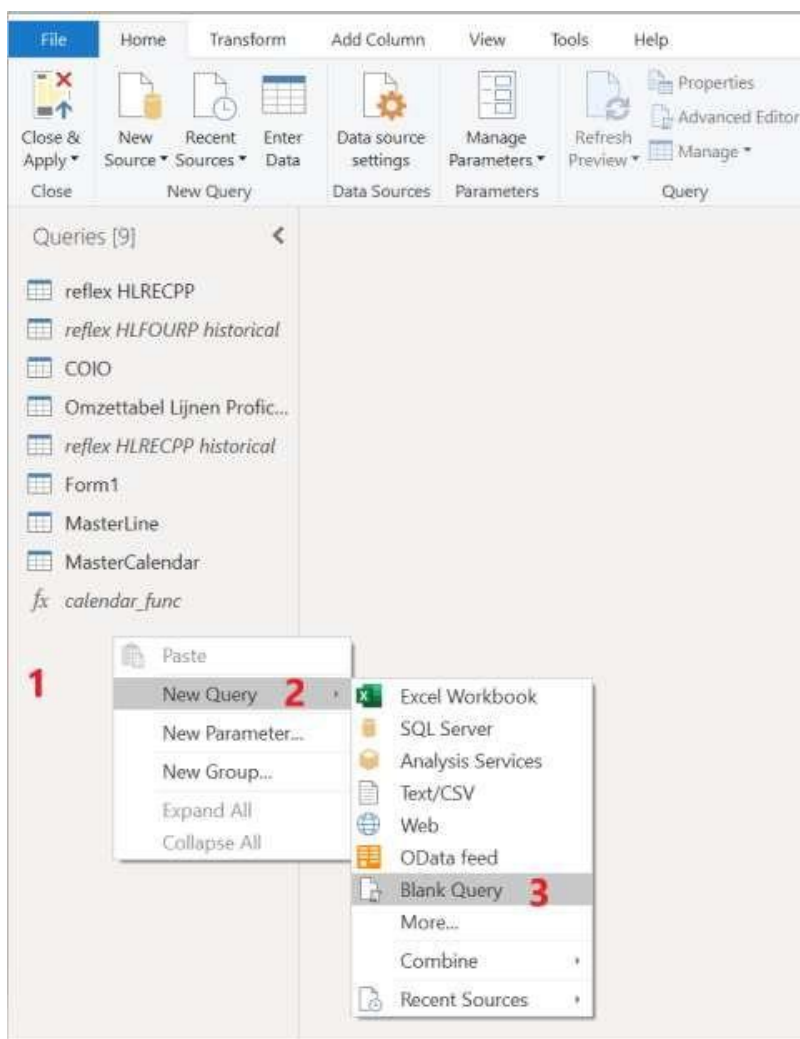 File Home Transform Add Column View Tools Help
Close & Apply
New Source
Recent Sources
Enter Data
Data source settings
Manage Parameters
Refresh Preview
Properties
Advanced Editor
Manage
Close New Query Data Sources Parameters Query
Queries [9]
reflex HLRECPP
reflex HLFOURP historical
COIO
Omzettabel Lijnen Profic...
reflex HLRECPP historical
Form1
MasterLine
MasterCalendar
fx calendar_func
1
Paste
New Query 2
New Parameter...
New Group...
Expand All
Collapse All
Excel Workbook
SQL Server
Analysis Services
Text/CSV
Web
OData feed
Blank Query 3
More...
Combine
Recent Sources